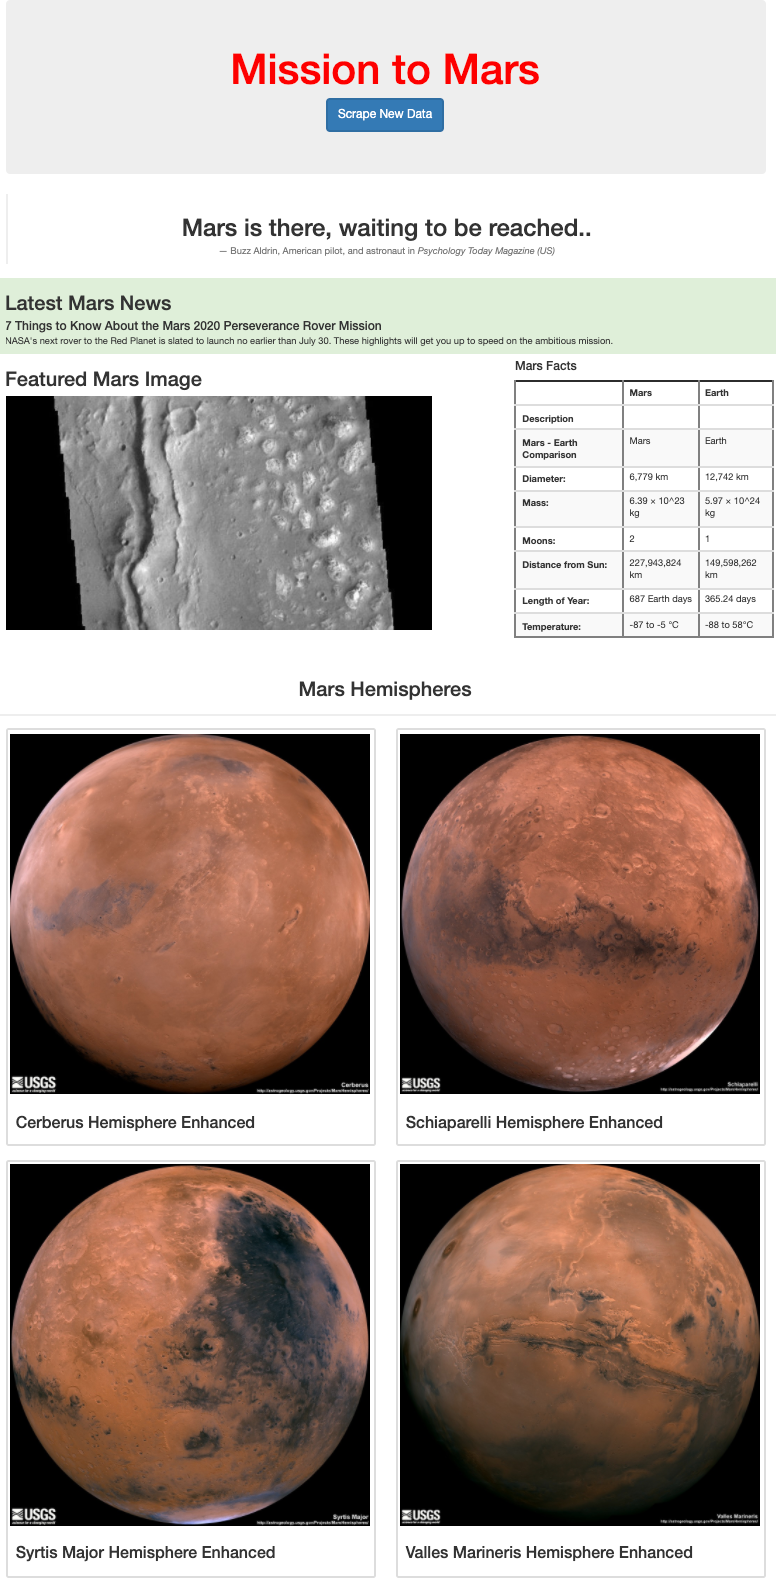 Mission to Mars
Scrape New Data
Mars is there, waiting to be reached..
— Buzz Aldrin, American pilot, and astronaut in Psychology Today Magazine (US)
Latest Mars News
7 Things to Know About the Mars 2020 Perseverance Rover Mission
NASA's next rover to the Red Planet is slated to launch no earlier than July 30. These highlights will get you up to speed on the ambitious mission.
Featured Mars Image
Mars Facts
Mars Earth
Description
Mars - Earth Mars Earth
Comparison
Diameter: 6,779 km 12,742 km
Mass: 6.39 × 10^23 5.97 × 10^24
kg kg
Moons: 2 1
Distance from Sun: 227,943,824 149,598,262
km km
Length of Year: 687 Earth days 365.24 days
Temperature: -87 to -5 °C -88 to 58°C
Mars Hemispheres
USGS
Cerberus
Cerberus Hemisphere Enhanced
USGS
Schiaparelli
Schiaparelli Hemisphere Enhanced
USGS
Syrtis Major
Syrtis Major Hemisphere Enhanced
USGS
Valles Marineris
Valles Marineris Hemisphere Enhanced